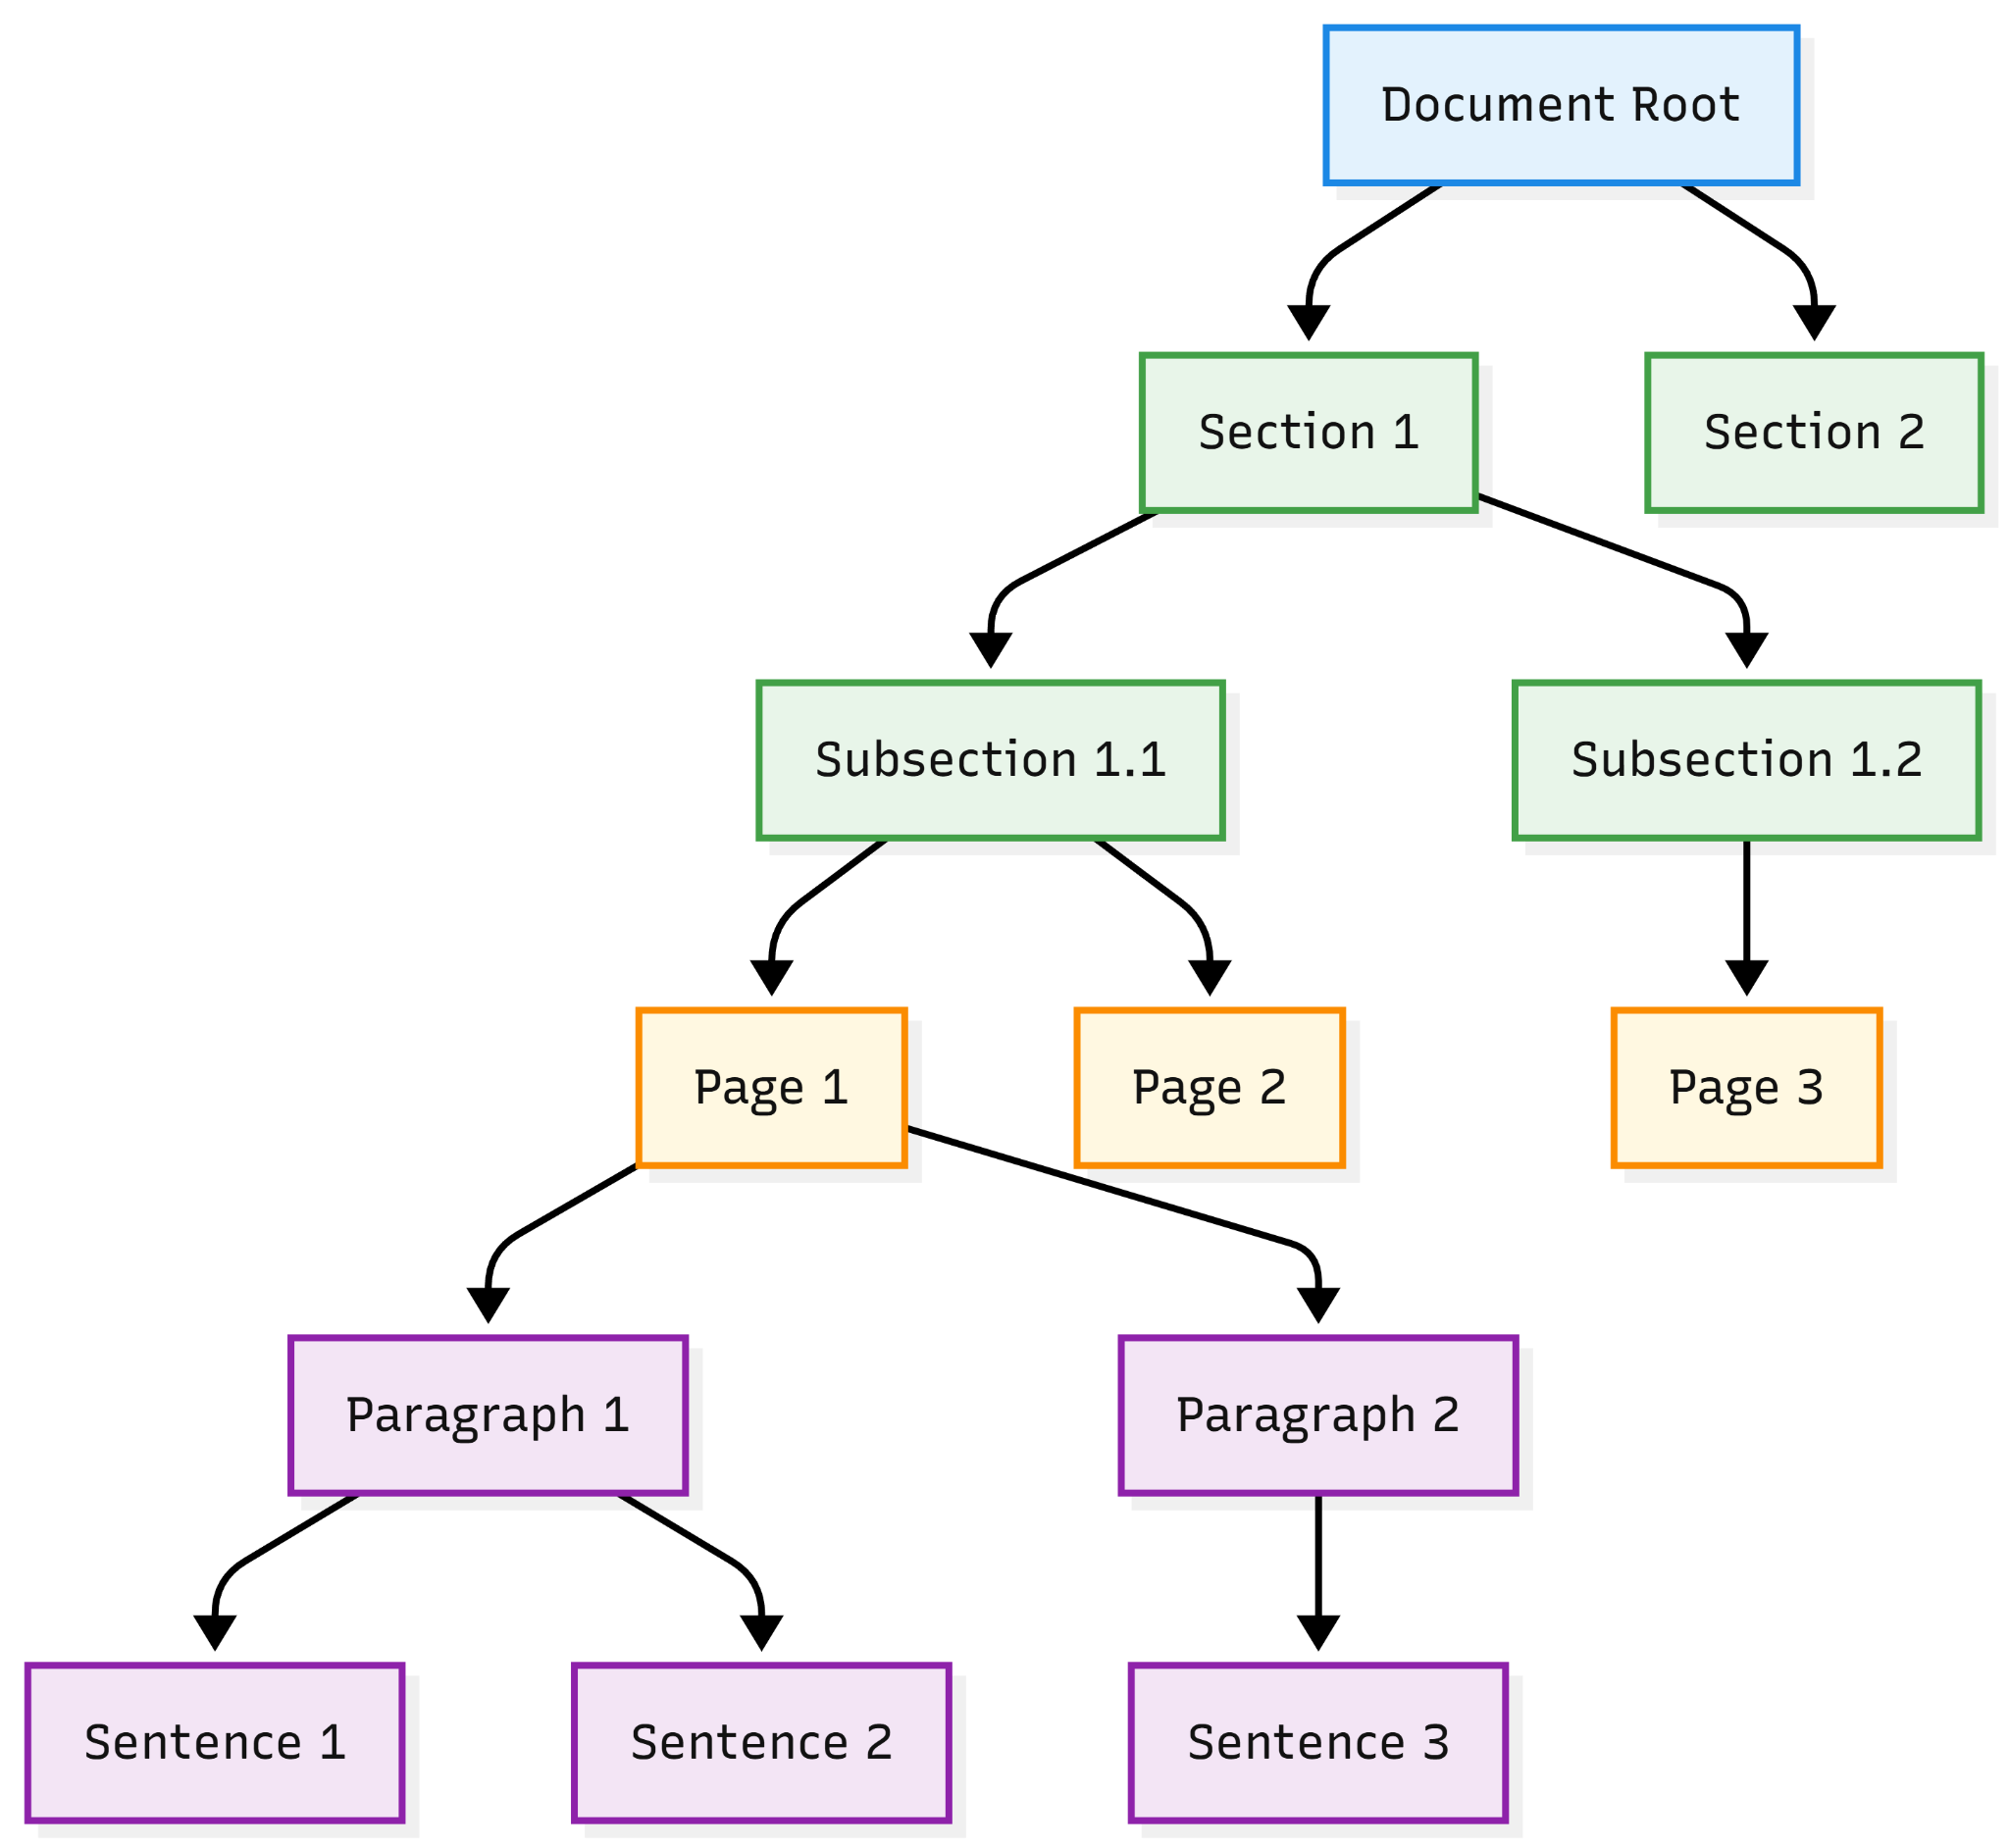 Document Root
Section 1
Section 2
Subsection 1.1
Subsection 1.2
Page 1
Page 2
Page 3
Paragraph 1
Paragraph 2
Sentence 1
Sentence 2
Sentence 3